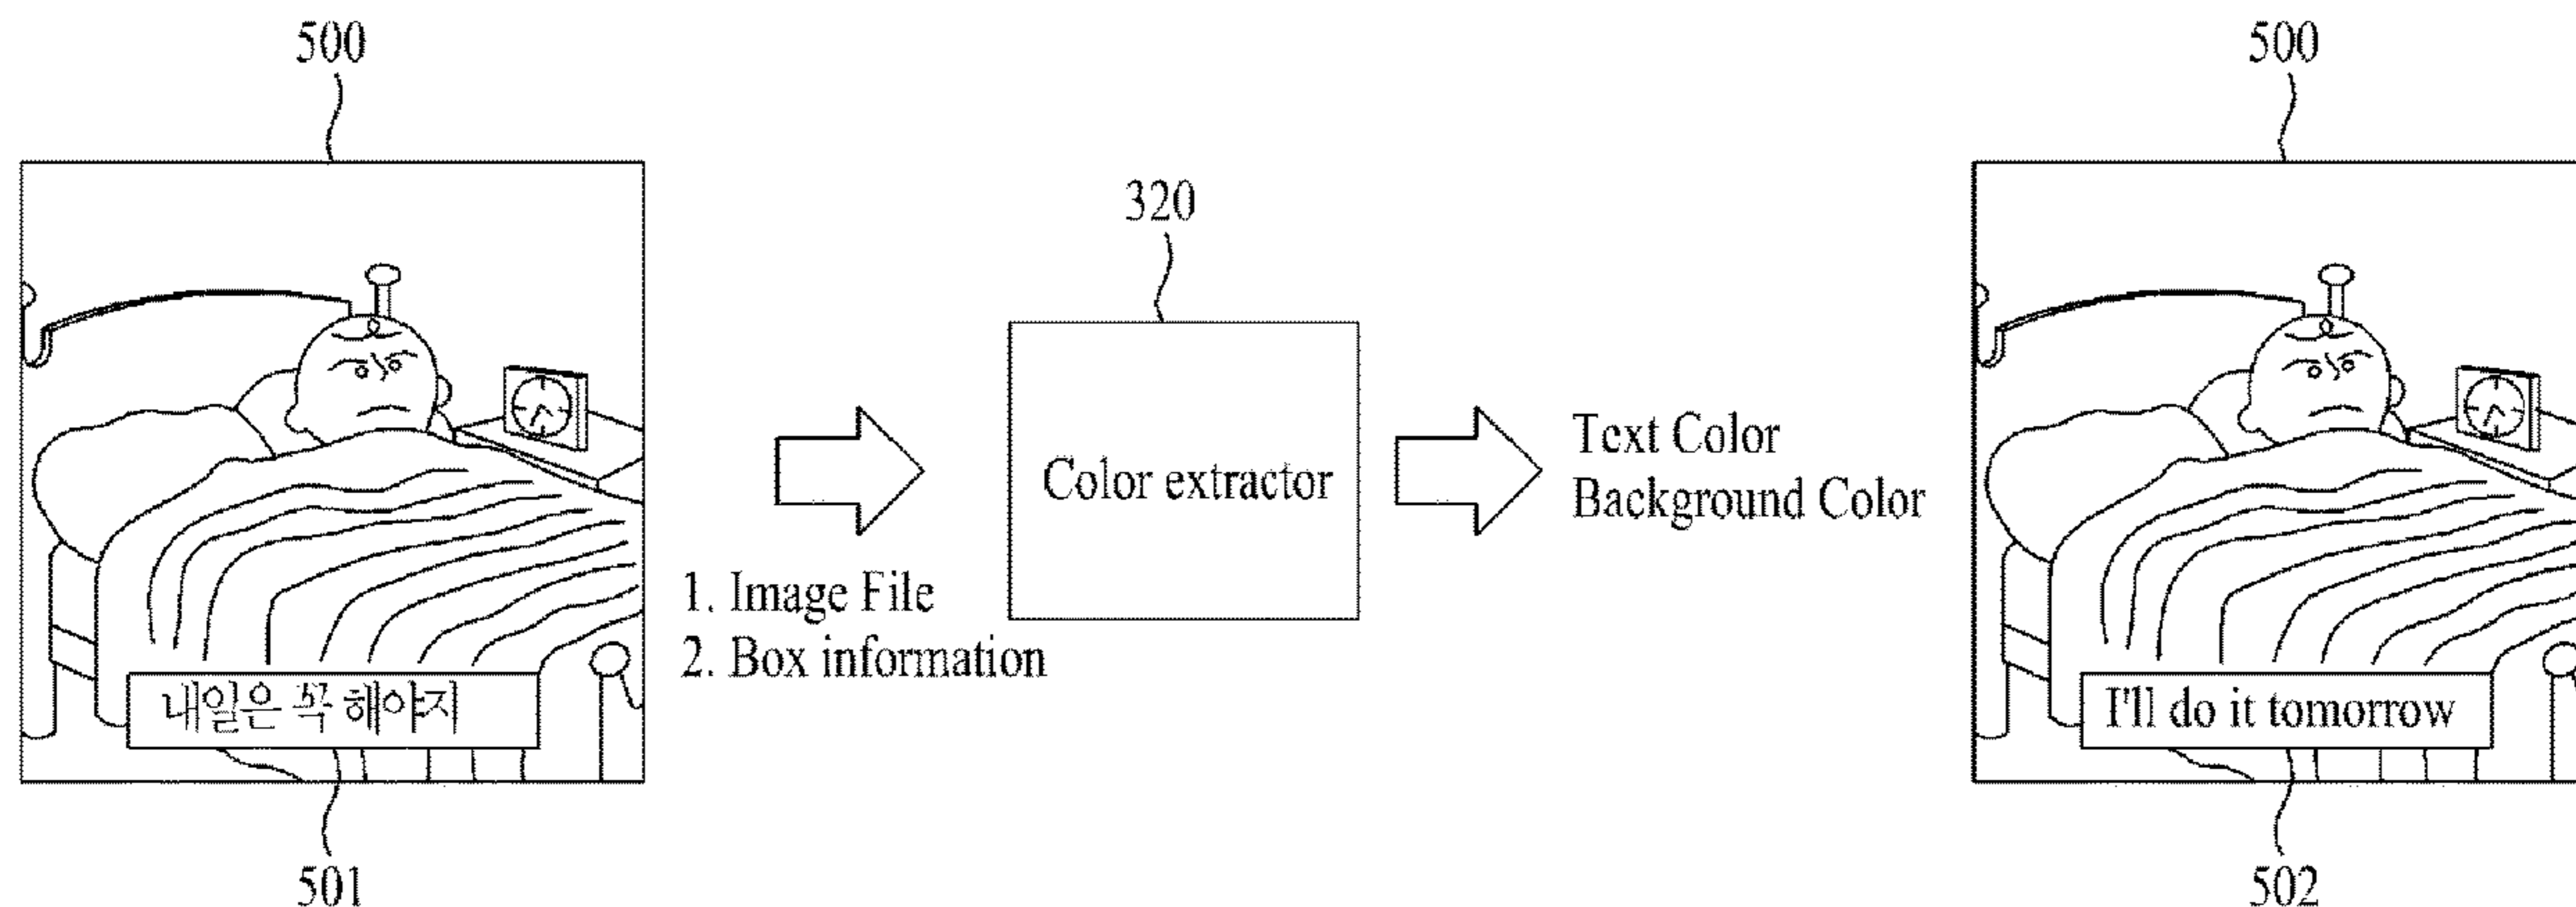 500
내일은 꼭 해야지
501
1. Image File
2. Box information
320
Color extractor
Text Color
Background Color
500
I'll do it tomorrow
502